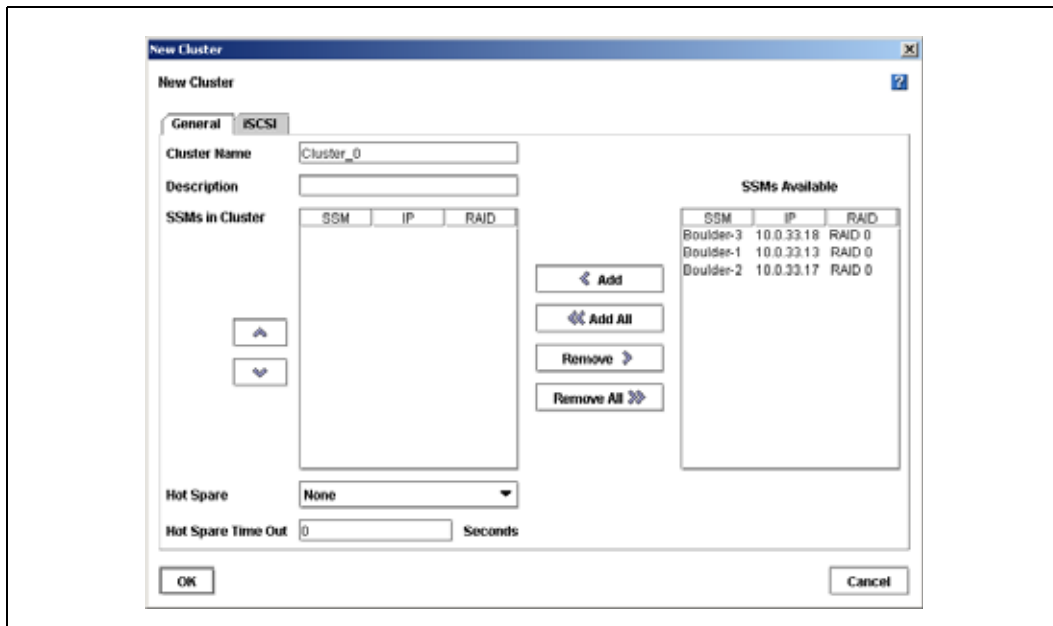 New Cluster
New Cluster
General iSCSI
Cluster Name Cluster_0
Description
SSMs Available
SSMs in Cluster SSM IP RAID
SSM IP RAID
Boulder-3 10.0.33.18 RAID 0
Boulder-1 10.0.33.13 RAID 0
Boulder-2 10.0.33.17 RAID 0
Add
Add All
Remove
Remove All
Hot Spare None
Hot Spare Time Out 0 Seconds
OK Cancel